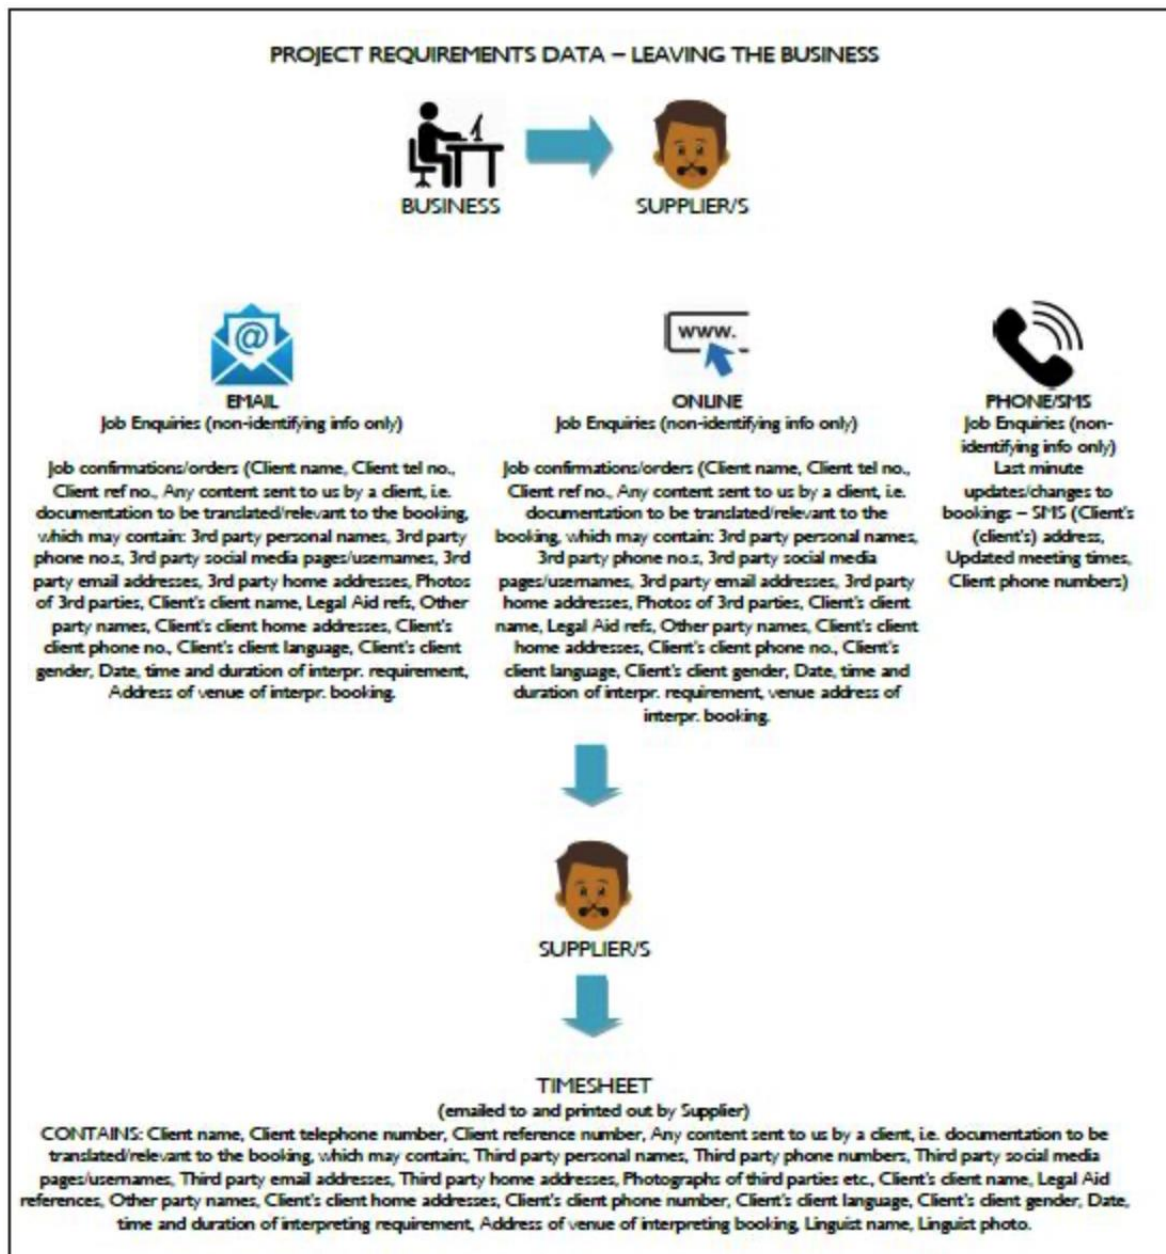 PROJECT REQUIREMENTS DATA – LEAVING THE BUSINESS
BUSINESS
SUPPLIER/S
@
EMAIL
Job Enquiries (non-identifying info only)
Job confirmations/orders (Client name, Client tel no.,
Client ref no., Any content sent to us by a client, i.e.
documentation to be translated/relevant to the booking,
which may contain: 3rd party personal names, 3rd party
phone no.s, 3rd party social media pages/usernames, 3rd
party email addresses, 3rd party home addresses, Photos
of 3rd parties, Client's client name, Legal Aid refs, Other
party names, Client's client home addresses, Client's
client phone no., Client's client language, Client's client
gender, Date, time and duration of interpr. requirement,
Address of venue of interpr. booking.
www.
ONLINE
Job Enquiries (non-identifying info only)
Job confirmations/orders (Client name, Client tel no.,
Client ref no., Any content sent to us by a client, i.e.
documentation to be translated/relevant to the
booking, which may contain: 3rd party personal names,
3rd party phone no.s, 3rd party social media
pages/usernames, 3rd party email addresses, 3rd party
home addresses, Photos of 3rd parties, Client's client
name, Legal Aid refs, Other party names, Client's client
home addresses, Client's client phone no., Client's
client language, Client's client gender, Date, time and
duration of interpr. requirement, venue address of
interpr. booking.
PHONE/SMS
Job Enquiries (non-
identifying info only)
Last minute
updates/changes to
bookings – SMS (Client's
(client's) address,
Updated meeting times,
Client phone numbers)
SUPPLIER/S
TIMESHEET
(emailed to and printed out by Supplier)
CONTAINS: Client name, Client telephone number, Client reference number, Any content sent to us by a client, i.e. documentation to be
translated/relevant to the booking, which may contain:, Third party personal names, Third party phone numbers, Third party social media
pages/usernames, Third party email addresses, Third party home addresses, Photographs of third parties etc., Client's client name, Legal Aid
references, Other party names, Client's client home addresses, Client's client phone number, Client's client language, Client's client gender, Date,
time and duration of interpreting requirement, Address of venue of interpreting booking, Linguist name, Linguist photo.